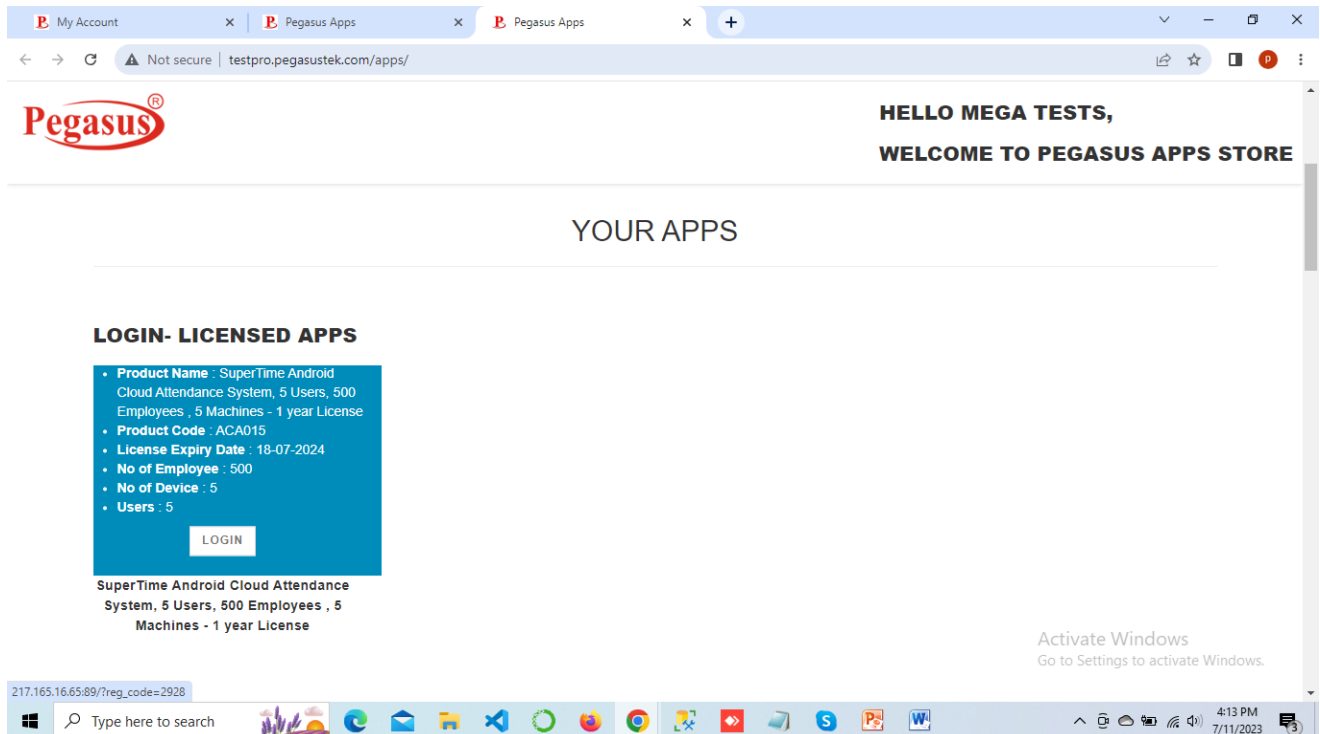 My Account
Pegasus Apps
Pegasus Apps
Not secure | testpro.pegasustek.com/apps/
P
Pegasus®
HELLO MEGA TESTS,
WELCOME TO PEGASUS APPS STORE
YOUR APPS
LOGIN- LICENSED APPS
• Product Name : SuperTime Android
Cloud Attendance System, 5 Users, 500
Employees , 5 Machines - 1 year License
• Product Code : ACA015
• License Expiry Date : 18-07-2024
• No of Employee : 500
• No of Device : 5
• Users : 5
LOGIN
SuperTime Android Cloud Attendance
System, 5 Users, 500 Employees , 5
Machines - 1 year License
Activate Windows
Go to Settings to activate Windows.
217.165.16.65:89/?reg_code=2928
Type here to search
4:13 PM
7/11/2023
3